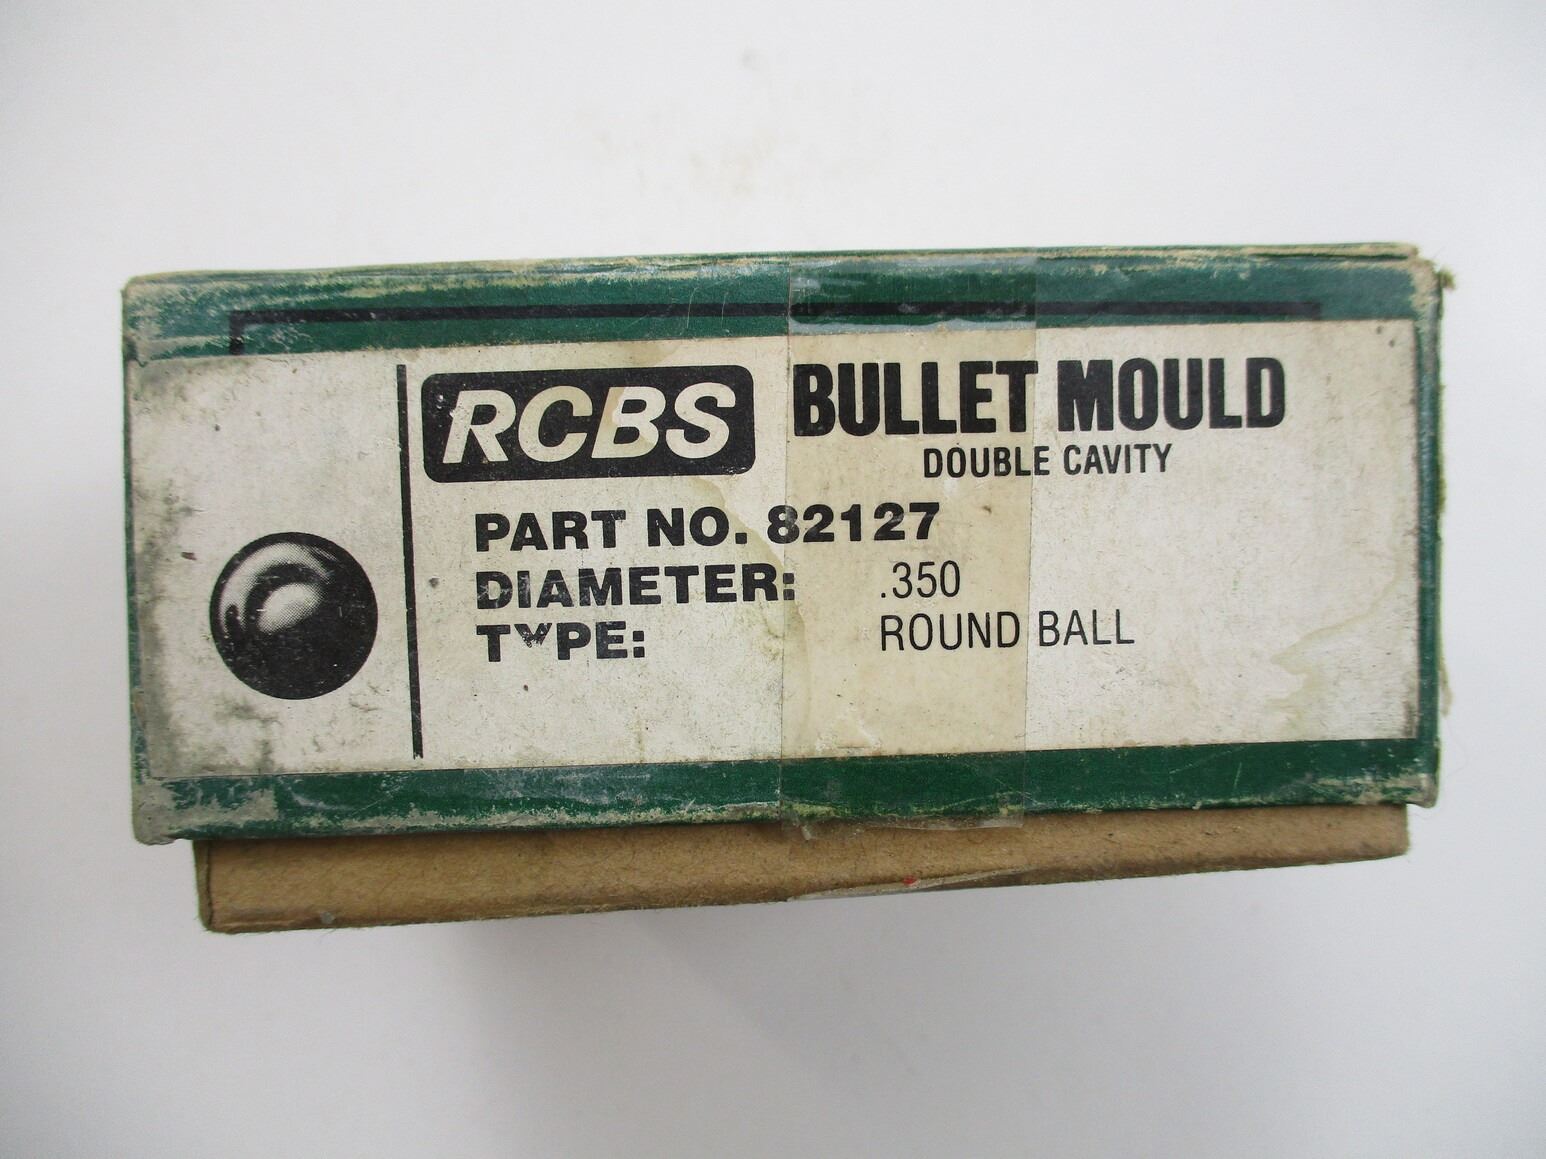 RCBS BULLET MOULD
DOUBLE CAVITY
PART NO. 82127
DIAMETER: .350
TYPE: ROUND BALL